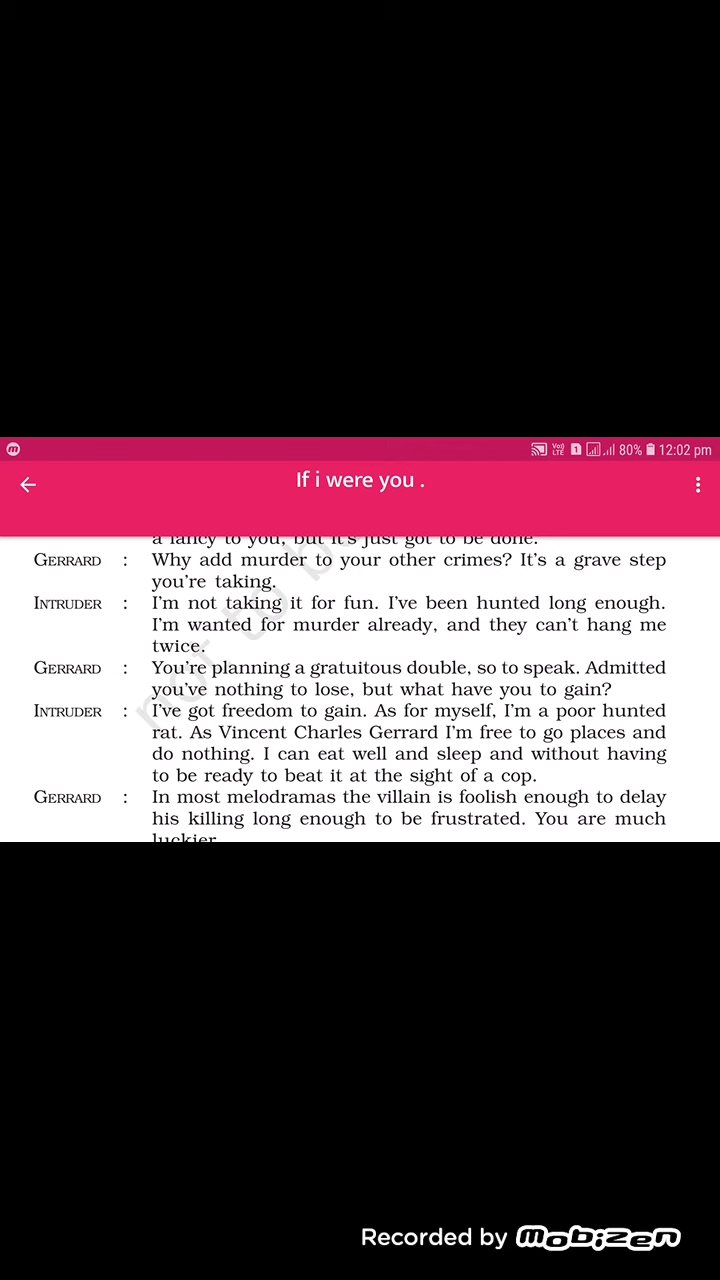 m Vo) LTE 1 80% 12:02 pm
If i were you .
a fancy to you, but it's just got to be done.
GERRARD : Why add murder to your other crimes? It's a grave step
you're taking.
INTRUDER : I'm not taking it for fun. I've been hunted long enough.
I'm wanted for murder already, and they can't hang me
twice.
GERRARD : You're planning a gratuitous double, so to speak. Admitted
you've nothing to lose, but what have you to gain?
INTRUDER : I've got freedom to gain. As for myself, I'm a poor hunted
rat. As Vincent Charles Gerrard I'm free to go places and
do nothing. I can eat well and sleep and without having
to be ready to beat it at the sight of a cop.
GERRARD : In most melodramas the villain is foolish enough to delay
his killing long enough to be frustrated. You are much
luckier
not to b
Recorded by Mobizen